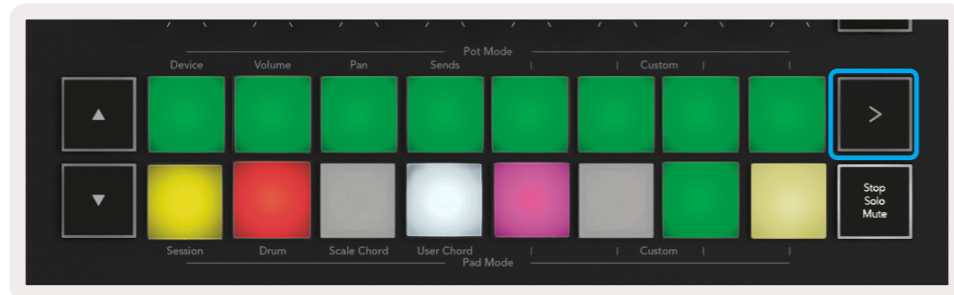 Pot Mode
Device Volume Pan Sends Custom
▲ >
▼ Stop
Solo
Mute
Session Drum Scale Chord User Chord Custom
Pad Mode